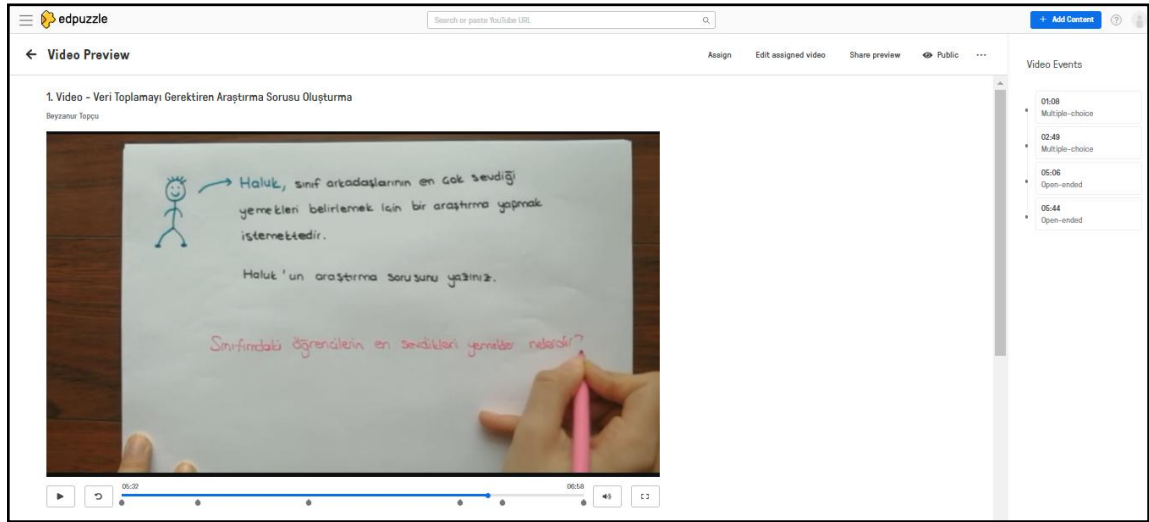 edpuzzle
Search or paste YouTube URL
+ Add Content
Video Preview
Assign
Edit assigned video
Share preview
Public
1. Video - Veri Toplamayı Gerektiren Araştırma Sorusu Oluşturma
Beyzanur Topçu
Haluk, sınıf arkadaşlarının en çok sevdiği
yemekleri belirlemek için bir araştırma yapmak
istemektedir.
Haluk'un araştırma sorusunu yazınız.
Sınıfımdaki öğrencilerin en sevdikleri yemekler nelerdir?
05:32
06:58
Video Events
01:08
Multiple-choice
02:49
Multiple-choice
05:06
Open-ended
05:44
Open-ended